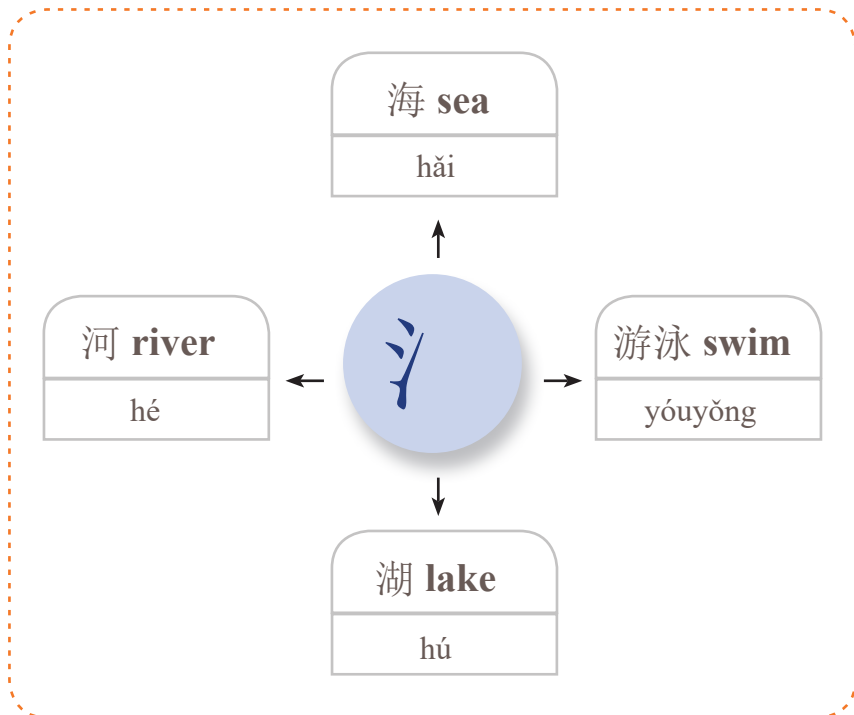 海 sea
hǎi
河 river
hé
氵
游泳 swim
yóuyǒng
湖 lake
hú